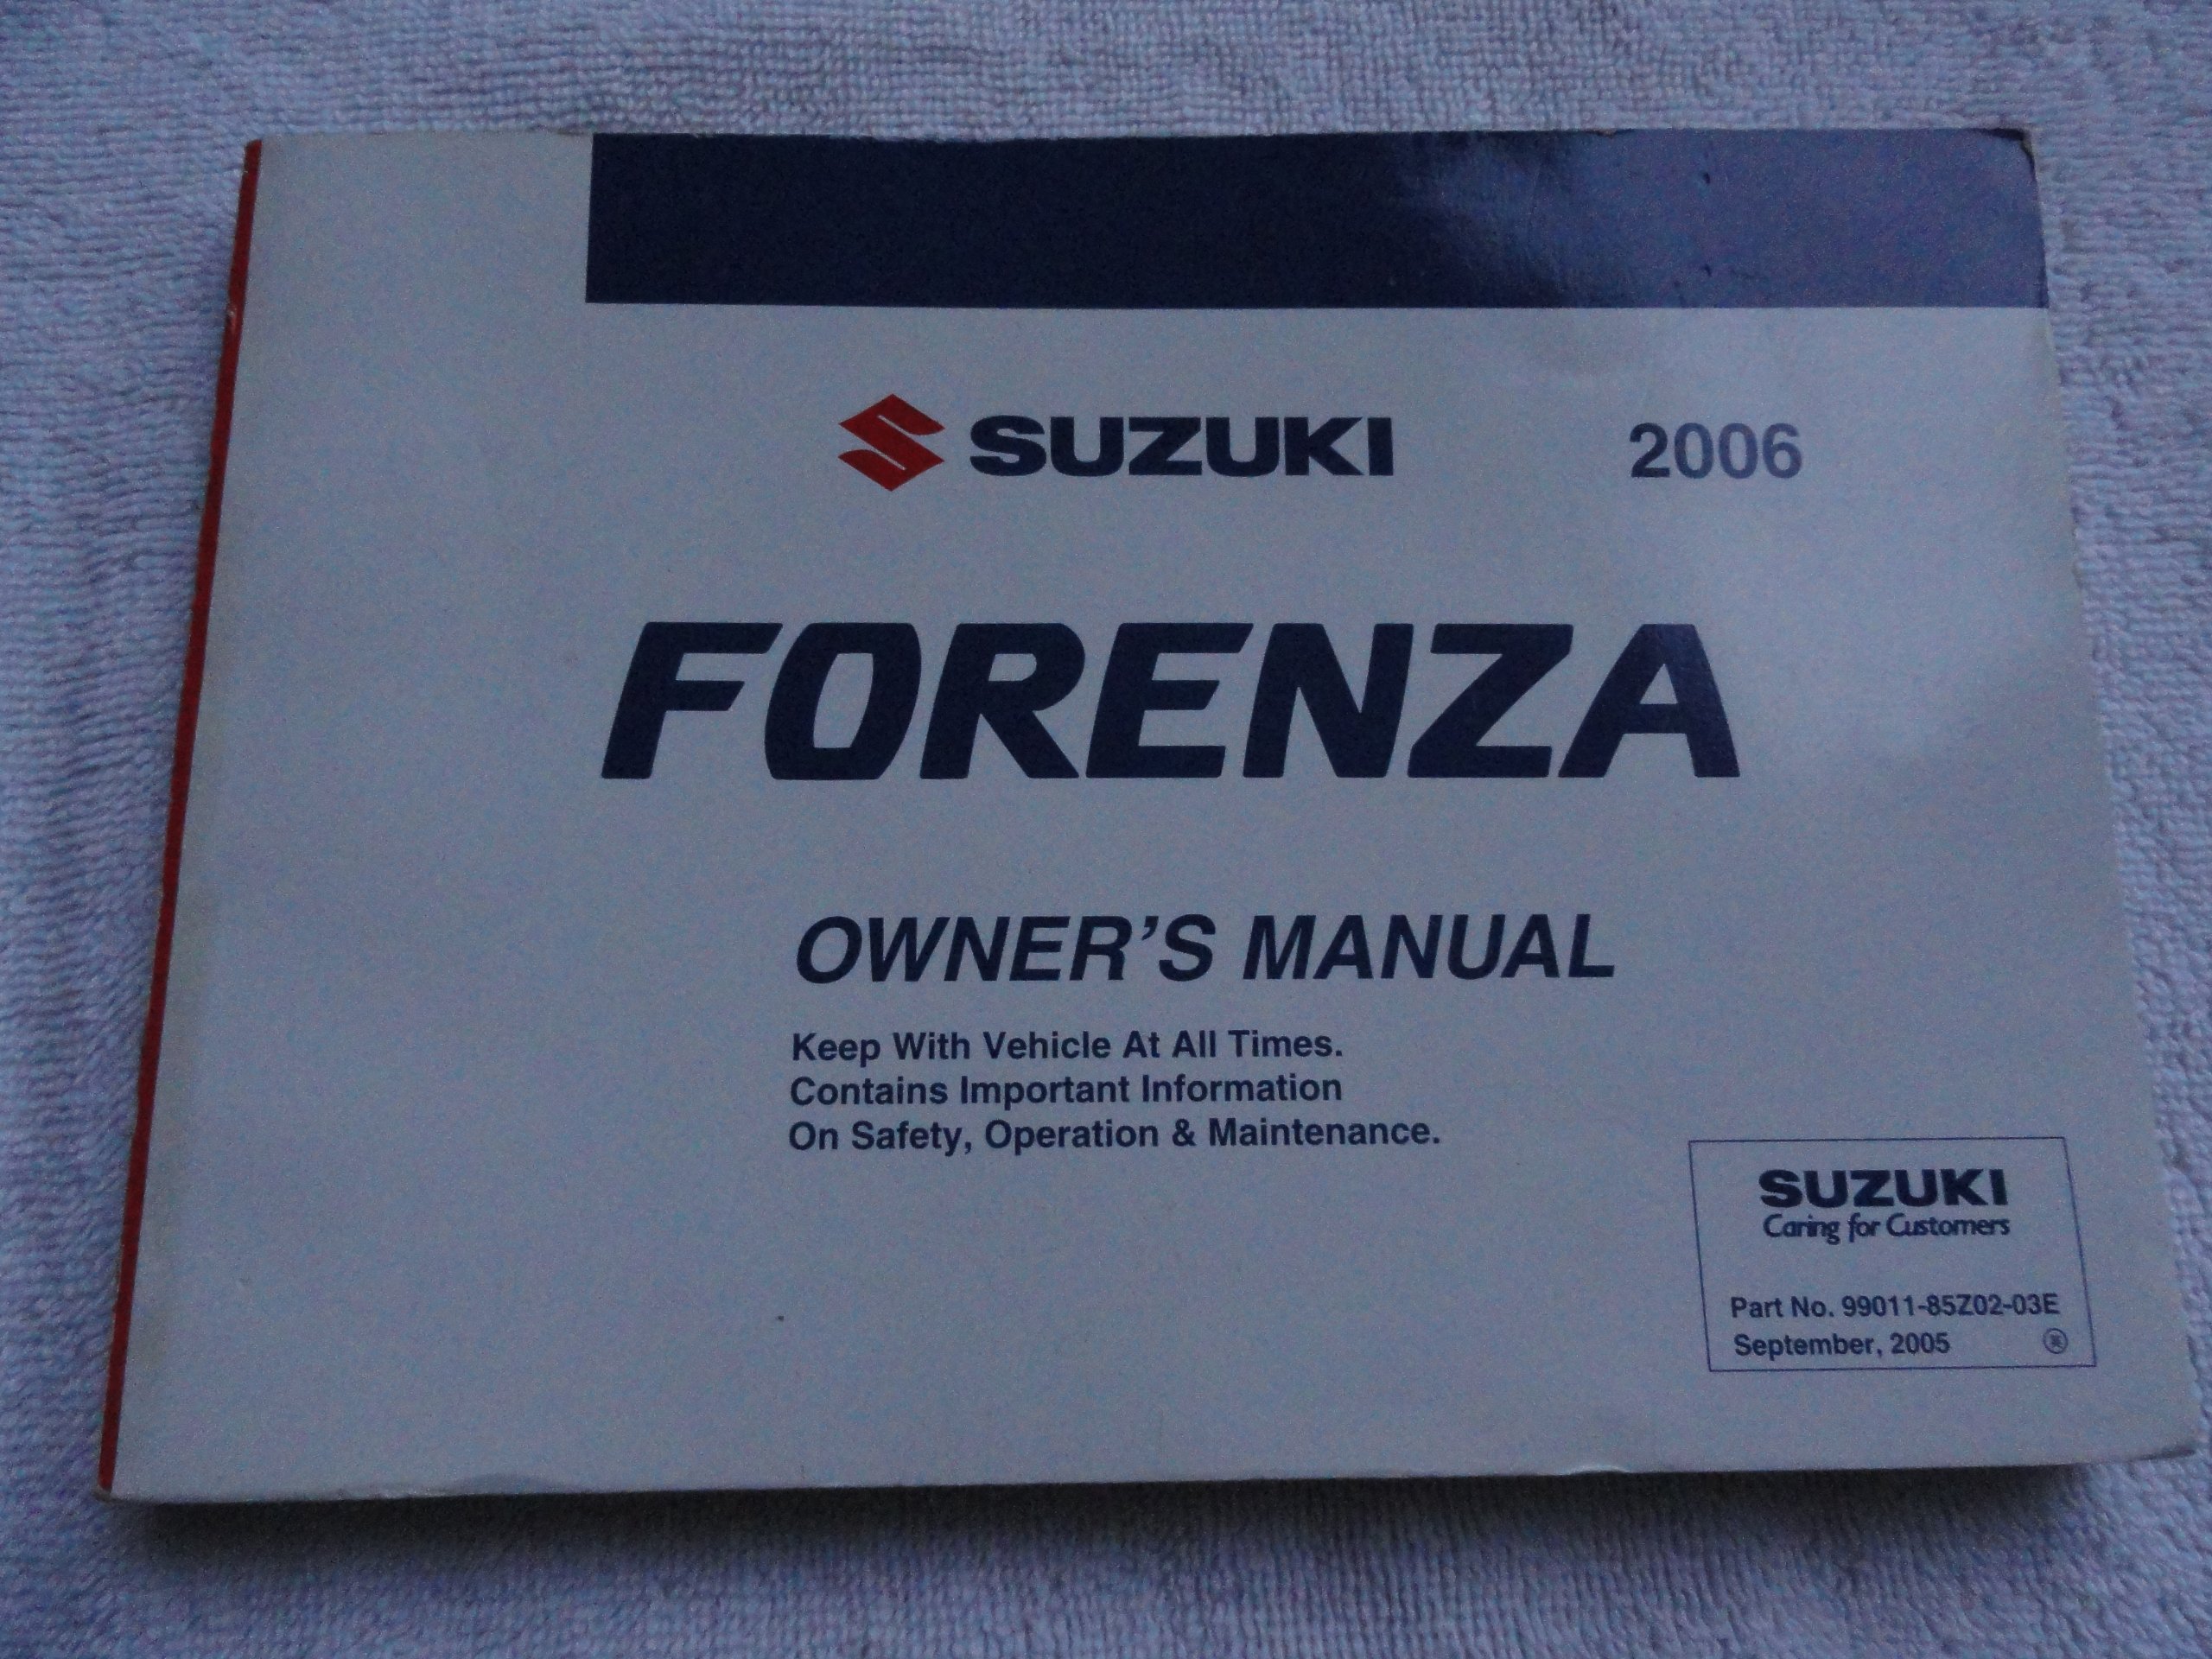 SUZUKI 2006
FORENZA
OWNER'S MANUAL
Keep With Vehicle At All Times.
Contains Important Information
On Safety, Operation & Maintenance.
SUZUKI
Caring for Customers
Part No. 99011-85Z02-03E
September, 2005